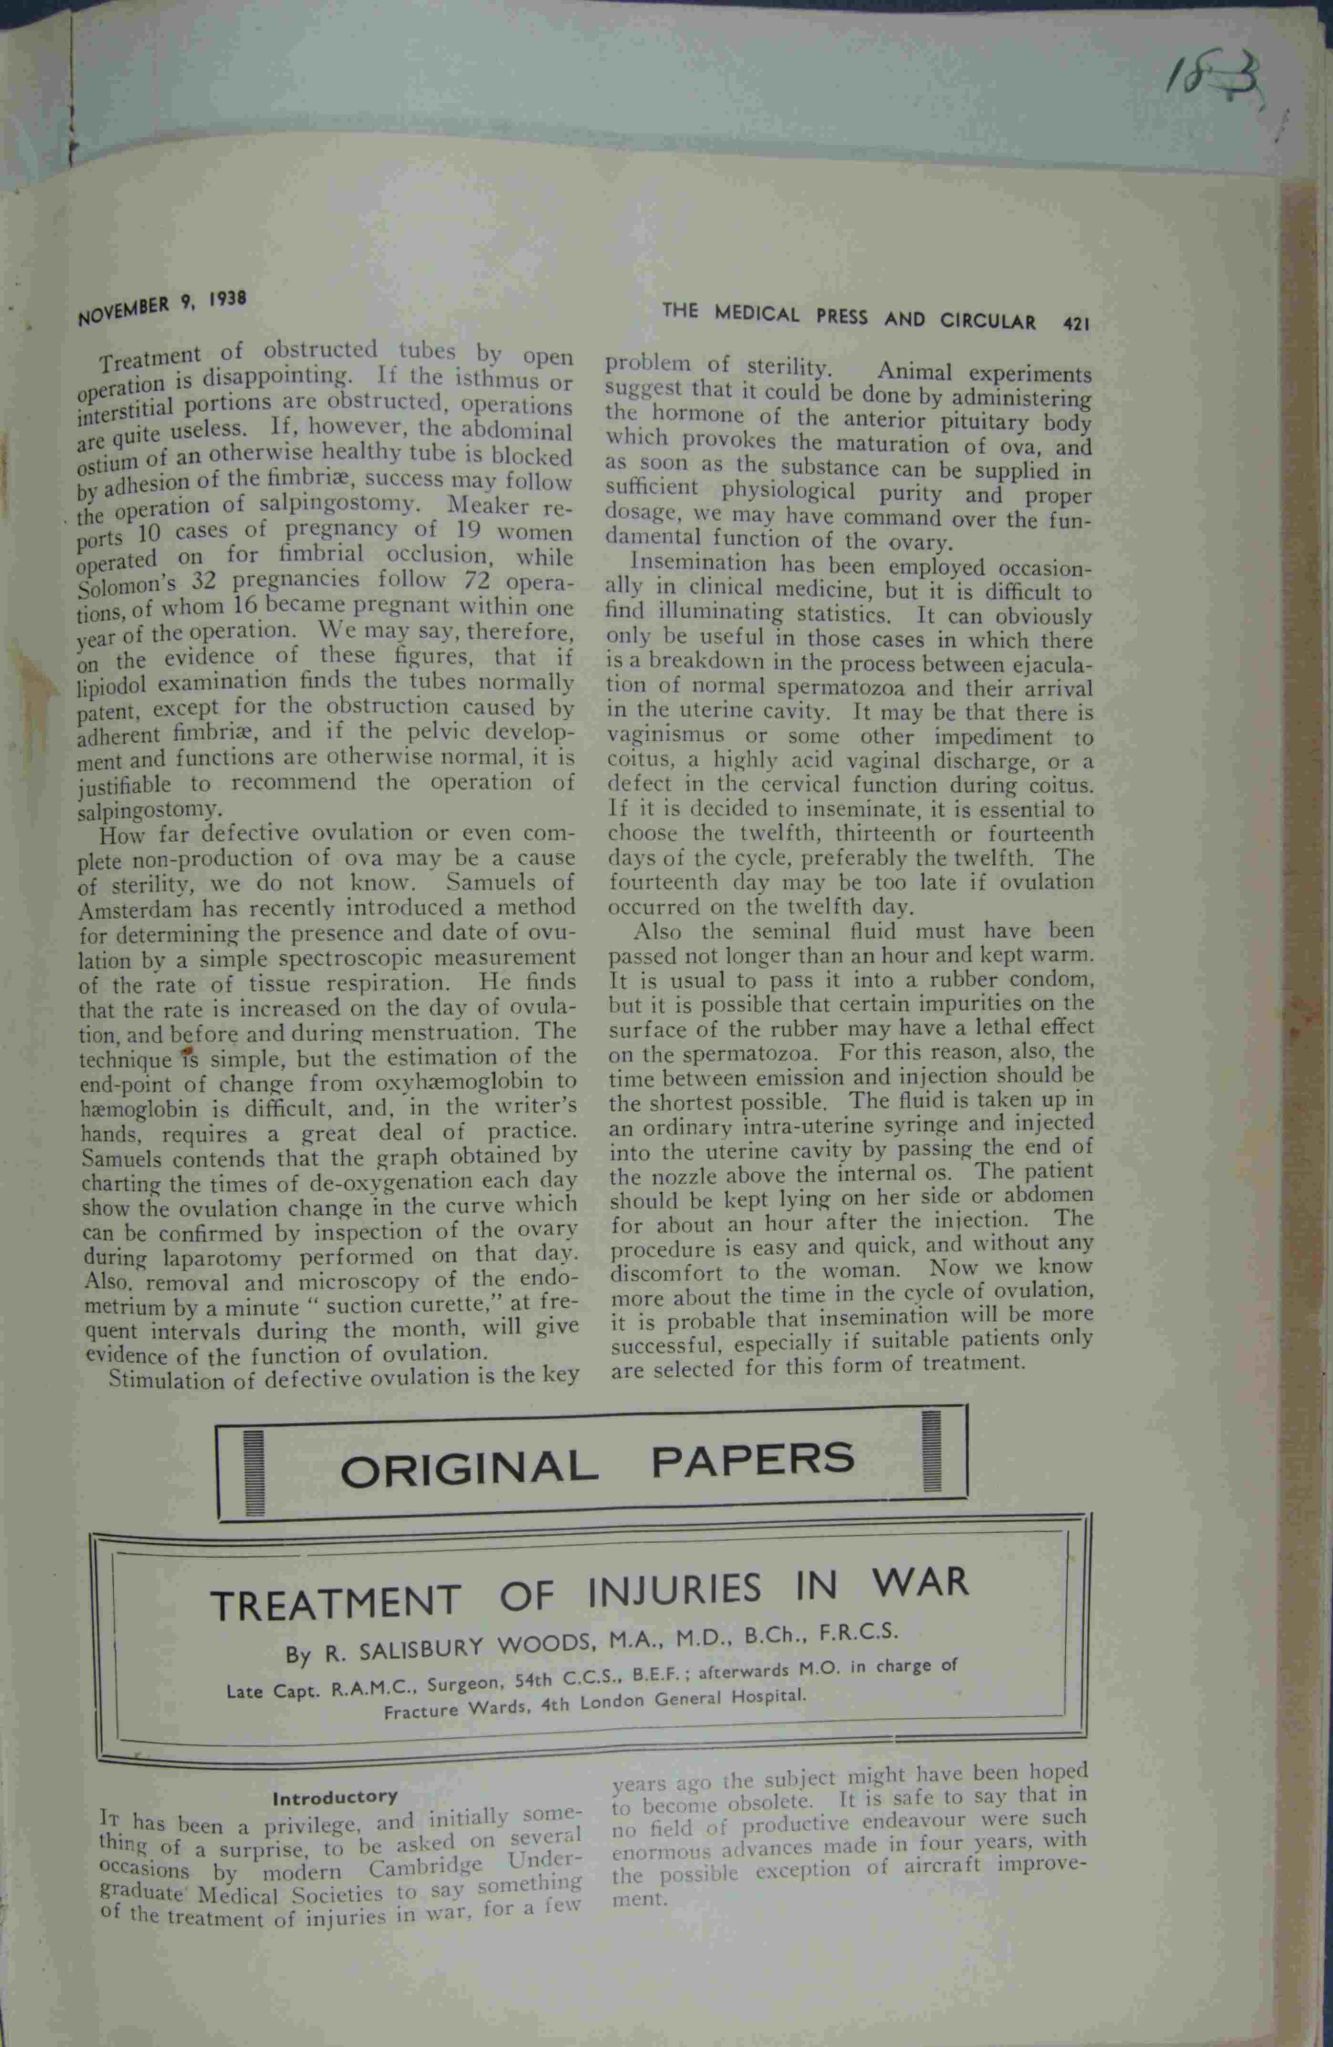 183
NOVEMBER 9, 1938
THE MEDICAL PRESS AND CIRCULAR 421
Treatment of obstructed tubes by open
operation is disappointing. If the isthmus or
interstitial portions are obstructed, operations
are quite useless. If, however, the abdominal
ostium of an otherwise healthy tube is blocked
by adhesion of the fimbriæ, success may follow
the operation of salpingostomy. Meaker re-
ports 10 cases of pregnancy of 19 women
operated on for fimbrial occlusion, while
Solomon's 32 pregnancies follow 72 opera-
tions, of whom 16 became pregnant within one
year of the operation. We may say, therefore,
on the evidence of these figures, that if
lipiodol examination finds the tubes normally
patent, except for the obstruction caused by
adherent fimbriæ, and if the pelvic develop-
ment and functions are otherwise normal, it is
justifiable to recommend the operation of
salpingostomy.
How far defective ovulation or even com-
plete non-production of ova may be a cause
of sterility, we do not know. Samuels of
Amsterdam has recently introduced a method
for determining the presence and date of ovu-
lation by a simple spectroscopic measurement
of the rate of tissue respiration. He finds
that the rate is increased on the day of ovula-
tion, and before and during menstruation. The
technique is simple, but the estimation of the
end-point of change from oxyhæmoglobin to
hæmoglobin is difficult, and, in the writer's
hands, requires a great deal of practice.
Samuels contends that the graph obtained by
charting the times of de-oxygenation each day
show the ovulation change in the curve which
can be confirmed by inspection of the ovary
during laparotomy performed on that day.
Also, removal and microscopy of the endo-
metrium by a minute " suction curette," at fre-
quent intervals during the month, will give
evidence of the function of ovulation.
Stimulation of defective ovulation is the key
problem of sterility. Animal experiments
suggest that it could be done by administering
the hormone of the anterior pituitary body
which provokes the maturation of ova, and
as soon as the substance can be supplied in
sufficient physiological purity and proper
dosage, we may have command over the fun-
damental function of the ovary.
Insemination has been employed occasion-
ally in clinical medicine, but it is difficult to
find illuminating statistics. It can obviously
only be useful in those cases in which there
is a breakdown in the process between ejacula-
tion of normal spermatozoa and their arrival
in the uterine cavity. It may be that there is
vaginismus or some other impediment to
coitus, a highly acid vaginal discharge, or a
defect in the cervical function during coitus.
If it is decided to inseminate, it is essential to
choose the twelfth, thirteenth or fourteenth
days of the cycle, preferably the twelfth. The
fourteenth day may be too late if ovulation
occurred on the twelfth day.
Also the seminal fluid must have been
passed not longer than an hour and kept warm.
It is usual to pass it into a rubber condom,
but it is possible that certain impurities on the
surface of the rubber may have a lethal effect
on the spermatozoa. For this reason, also, the
time between emission and injection should be
the shortest possible. The fluid is taken up in
an ordinary intra-uterine syringe and injected
into the uterine cavity by passing the end of
the nozzle above the internal os. The patient
should be kept lying on her side or abdomen
for about an hour after the injection. The
procedure is easy and quick, and without any
discomfort to the woman. Now we know
more about the time in the cycle of ovulation,
it is probable that insemination will be more
successful, especially if suitable patients only
are selected for this form of treatment.
ORIGINAL PAPERS
TREATMENT OF INJURIES IN WAR
By R. SALISBURY WOODS, M.A., M.D., B.Ch., F.R.C.S.
Late Capt. R.A.M.C., Surgeon, 54th C.C.S., B.E.F.; afterwards M.O. in charge of
Fracture Wards, 4th London General Hospital.
Introductory
IT has been a privilege, and initially some-
thing of a surprise, to be asked on several
occasions by modern Cambridge Under-
graduate Medical Societies to say something
of the treatment of injuries in war, for a few
years ago the subject might have been hoped
to become obsolete. It is safe to say that in
no field of productive endeavour were such
enormous advances made in four years, with
the possible exception of aircraft improve-
ment.